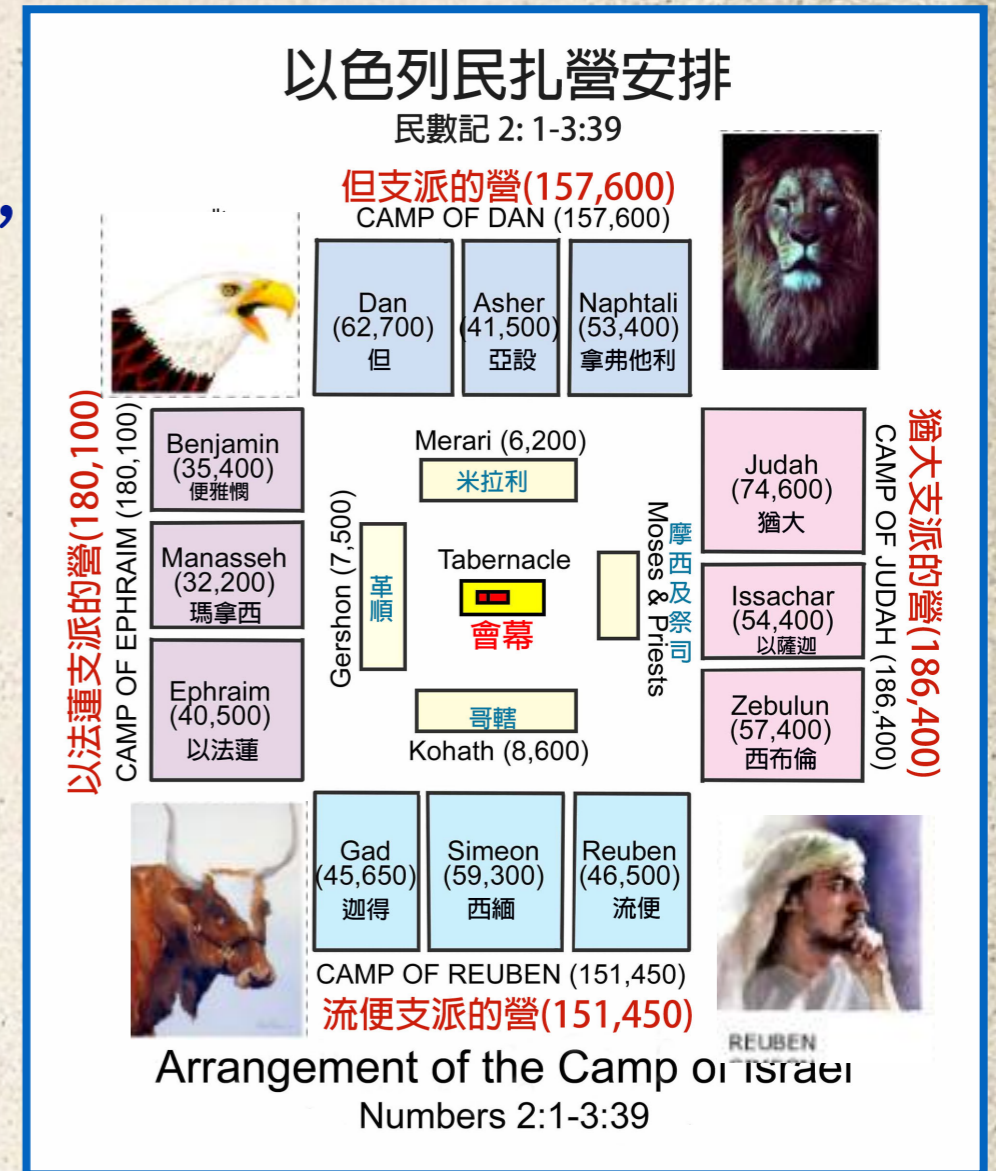 以色列民扎營安排
民數記 2: 1-3:39
但支派的營(157,600)
CAMP OF DAN (157,600)
Dan
(62,700)
但
Asher
(41,500)
亞設
Naphtali
(53,400)
拿弗他利
以法蓮支派的營(180,100)
CAMP OF EPHRAIM (180,100)
Benjamin
(35,400)
便雅憫
Manasseh
(32,200)
瑪拿西
Ephraim
(40,500)
以法蓮
Merari (6,200)
米拉利
Gershon (7,500)
革順
Tabernacle
會幕
摩西及祭司
Moses & Priests
哥轄
Kohath (8,600)
Judah
(74,600)
猶大
Issachar
(54,400)
以薩迦
Zebulun
(57,400)
西布倫
CAMP OF JUDAH (186,400)
猶大支派的營(186,400)
Gad
(45,650)
迦得
Simeon
(59,300)
西緬
Reuben
(46,500)
流便
CAMP OF REUBEN (151,450)
流便支派的營(151,450)
REUBEN
Arrangement of the Camp of Israel
Numbers 2:1-3:39